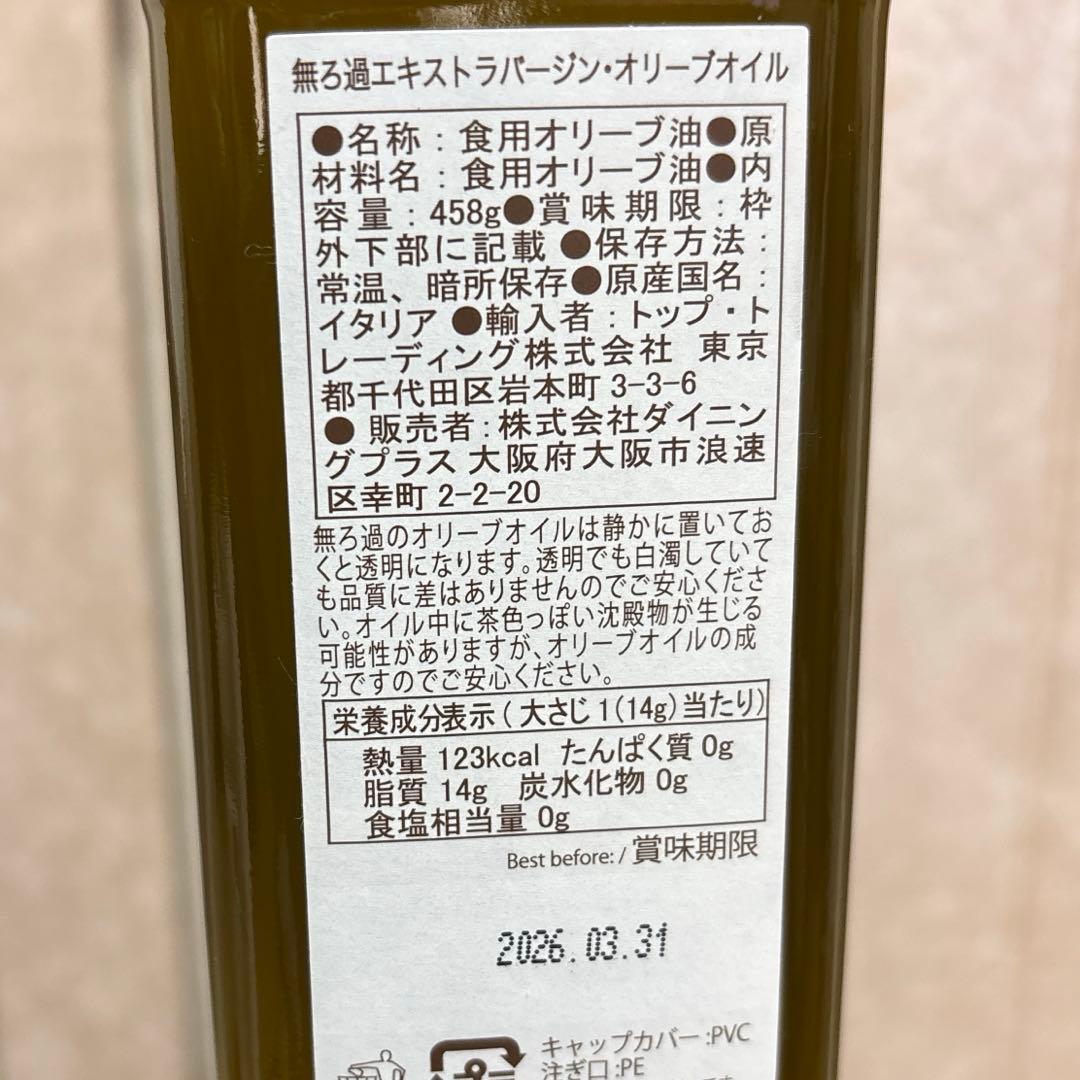 無ろ過エキストラバージン・オリーブオイル
●名称：食用オリーブ油●原
材料名：食用オリーブ油●内
容量：458g●賞味期限：枠
外下部に記載 ●保存方法：
常温、暗所保存●原産国名：
イタリア ●輸入者：トップ・ト
レーディング株式会社 東京
都千代田区岩本町 3-3-6
● 販売者：株式会社ダイニン
グプラス 大阪府大阪市浪速
区幸町 2-2-20
無ろ過のオリーブオイルは静かに置いてお
くと透明になります。透明でも白濁していて
も品質に差はありませんのでご安心くださ
い。オイル中に茶色っぽい沈殿物が生じる
可能性がありますが、オリーブオイルの成
分ですのでご安心ください。
栄養成分表示（大さじ 1(14g)当たり）
熱量 123kcal たんぱく質 0g
脂質 14g 炭水化物 0g
食塩相当量 0g
Best before: / 賞味期限
2026.03.31
キャップカバー:PVC
注ぎ口:PE